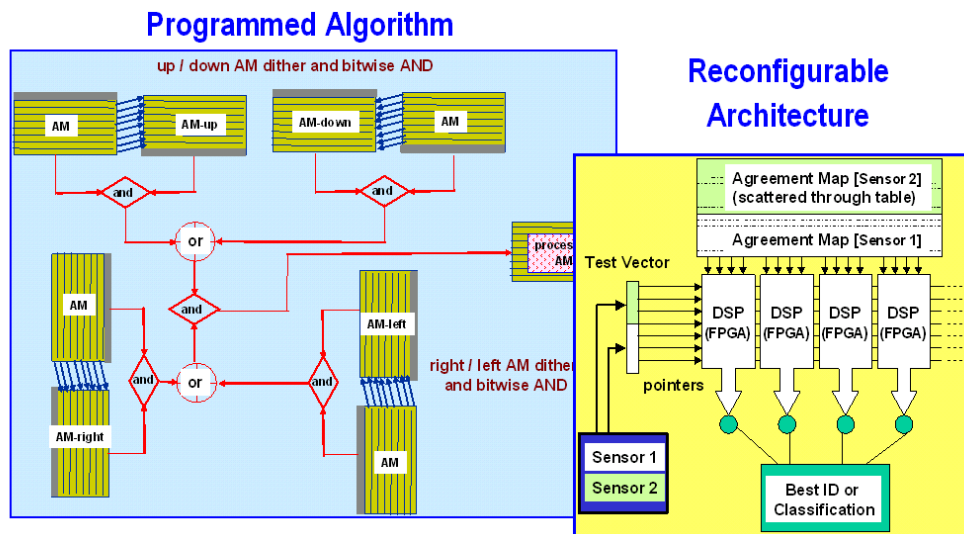 Programmed Algorithm
up / down AM dither and bitwise AND
AM
AM-up
AM-down
AM
and
and
or
AM
AM-right
and
or
and
AM-left
AM
and
right / left AM dither
and bitwise AND
AM
Reconfigurable
Architecture
Agreement Map [Sensor 2]
(scattered through table)
Agreement Map [Sensor 1]
Test Vector
DSP
(FPGA)
DSP
(FPGA)
DSP
(FPGA)
DSP
(FPGA)
pointers
Sensor 1
Sensor 2
Best ID or
Classification